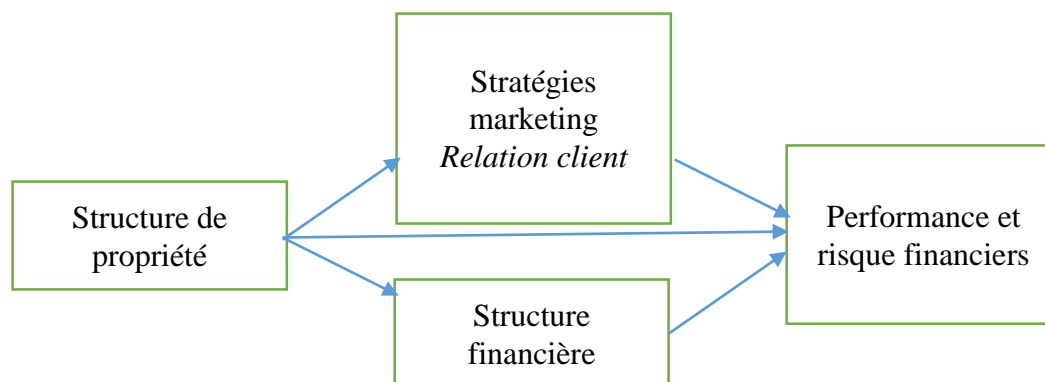 Stratégies
marketing
Relation client
Structure de
propriété
Performance et
risque financiers
Structure
financière